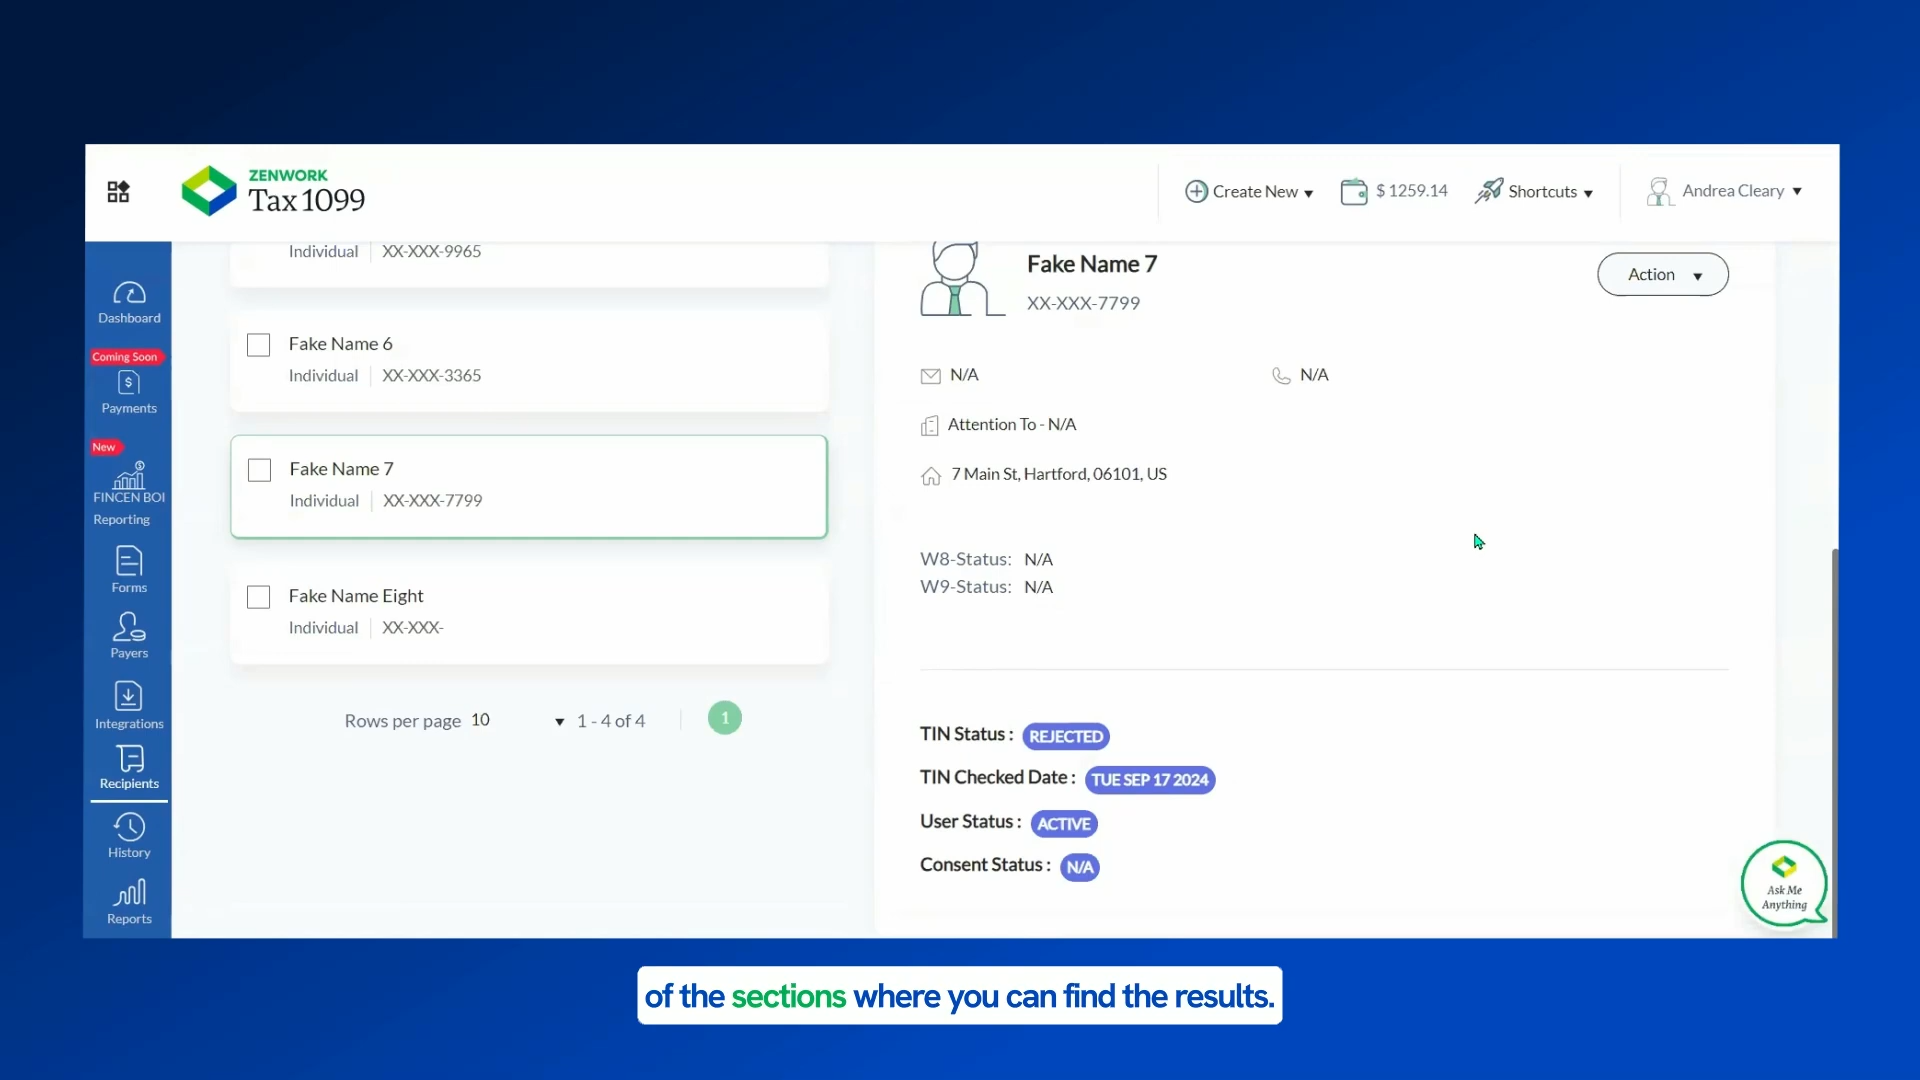 ZENWORK
Tax1099
Create New
$ 1259.14
Shortcuts
Andrea Cleary
Dashboard
Coming Soon
Payments
New
FINCEN BOI
Reporting
Forms
Payers
Integrations
Recipients
History
Reports
Individual XX-XXX-9965
Fake Name 6
Individual XX-XXX-3365
Fake Name 7
Individual XX-XXX-7799
Fake Name Eight
Individual XX-XXX-
Rows per page 10 1 - 4 of 4 1
Fake Name 7
XX-XXX-7799
Action
N/A N/A
Attention To - N/A
7 Main St, Hartford, 06101, US
W8-Status: N/A
W9-Status: N/A
TIN Status : REJECTED
TIN Checked Date : TUE SEP 17 2024
User Status : ACTIVE
Consent Status : N/A
Ask Me
Anything
of the sections where you can find the results.